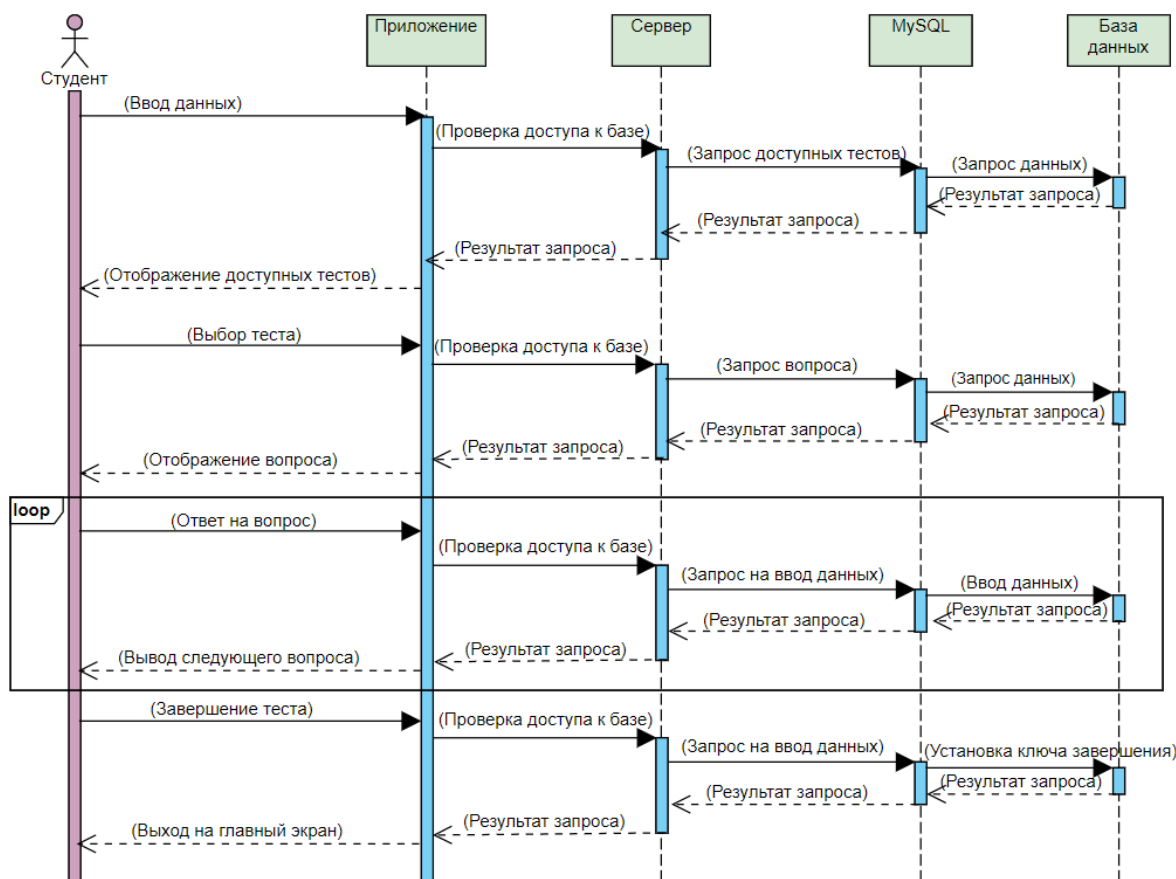 Студент
Приложение
Сервер
MySQL
База
данных
(Ввод данных)
(Проверка доступа к базе)
(Запрос доступных тестов)
(Запрос данных)
(Результат запроса)
(Результат запроса)
(Результат запроса)
(Отображение доступных тестов)
(Выбор теста)
(Проверка доступа к базе)
(Запрос вопроса)
(Запрос данных)
(Результат запроса)
(Результат запроса)
(Результат запроса)
(Отображение вопроса)
loop
(Ответ на вопрос)
(Проверка доступа к базе)
(Запрос на ввод данных)
(Ввод данных)
(Результат запроса)
(Результат запроса)
(Результат запроса)
(Вывод следующего вопроса)
(Завершение теста)
(Проверка доступа к базе)
(Запрос на ввод данных)
(Установка ключа завершения)
(Результат запроса)
(Результат запроса)
(Результат запроса)
(Выход на главный экран)